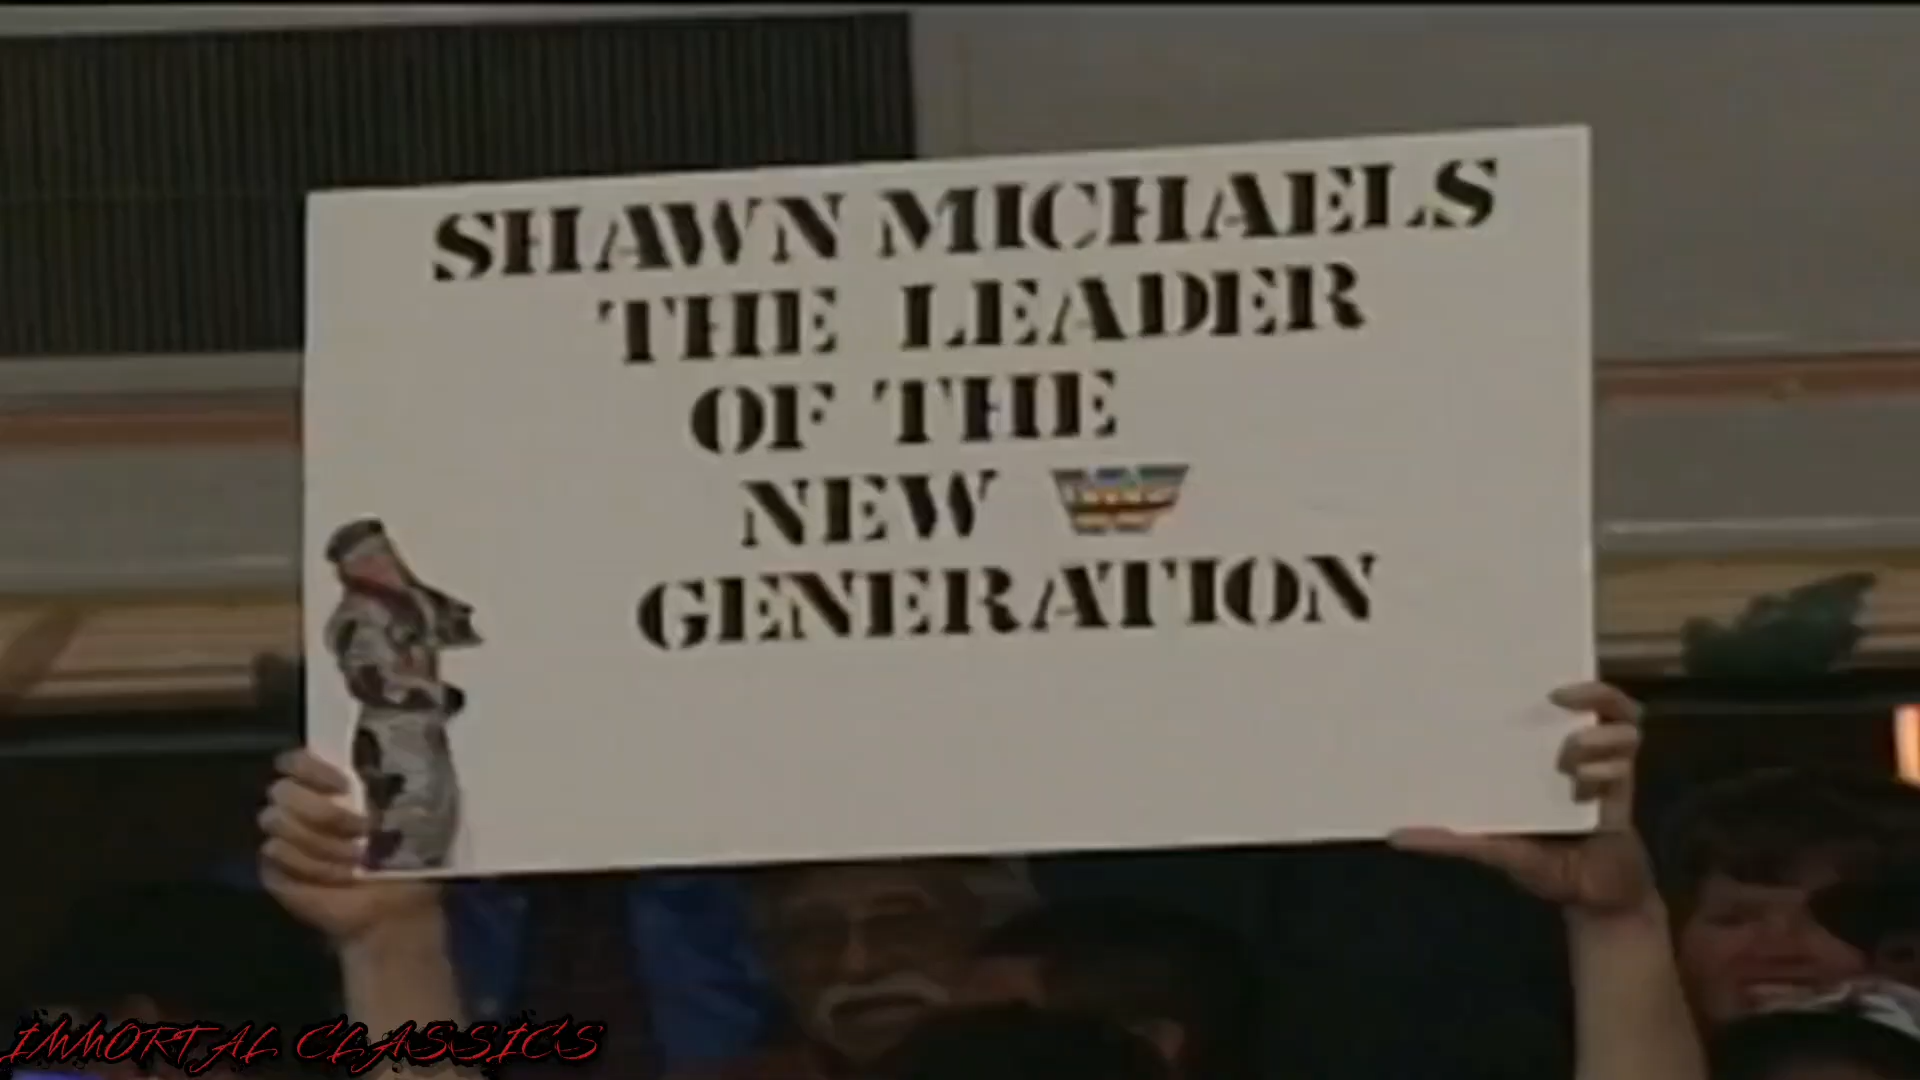 SHAWN MICHAELS
THE LEADER
OF THE
NEW
GENERATION
IMMORTAL CLASSICS